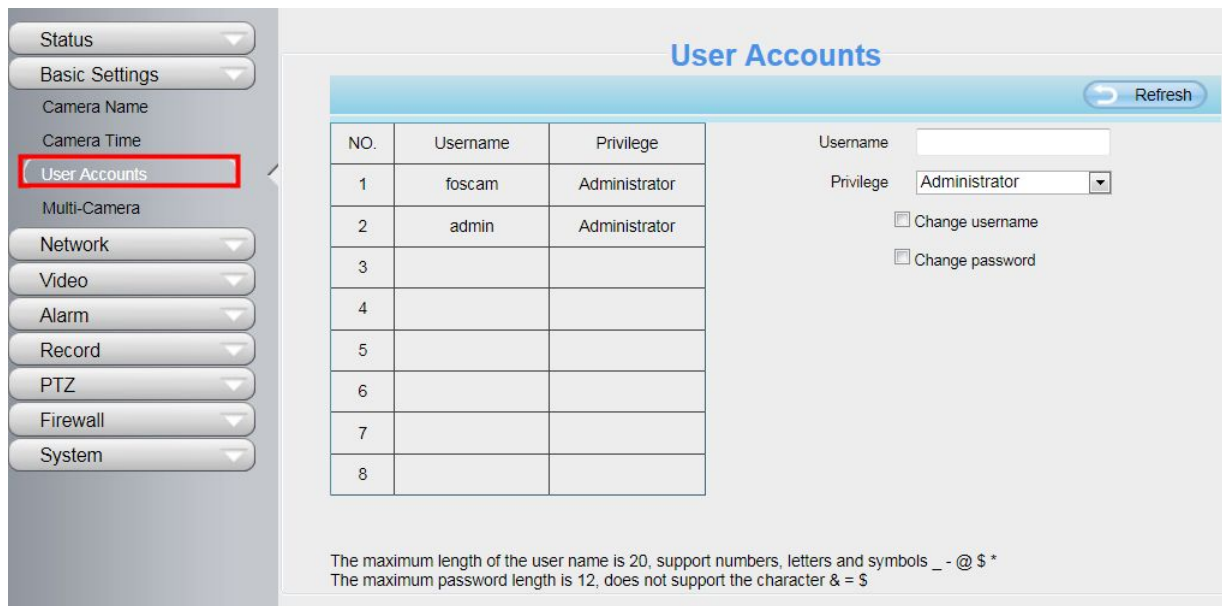 Status
Basic Settings
Camera Name
Camera Time
User Accounts
Multi-Camera
Network
Video
Alarm
Record
PTZ
Firewall
System
User Accounts
Refresh
NO. Username Privilege
1 foscam Administrator
2 admin Administrator
3
4
5
6
7
8
Username
Privilege Administrator
Change username
Change password
The maximum length of the user name is 20, support numbers, letters and symbols _ - @ $ *
The maximum password length is 12, does not support the character & = $